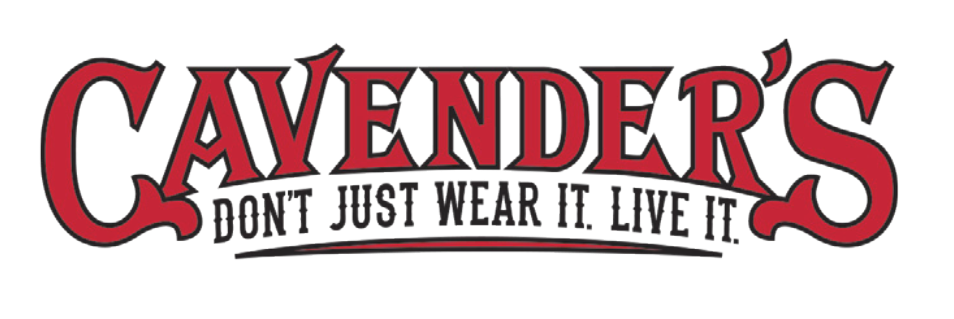 CAVENDER'S
DON'T JUST WEAR IT. LIVE IT.